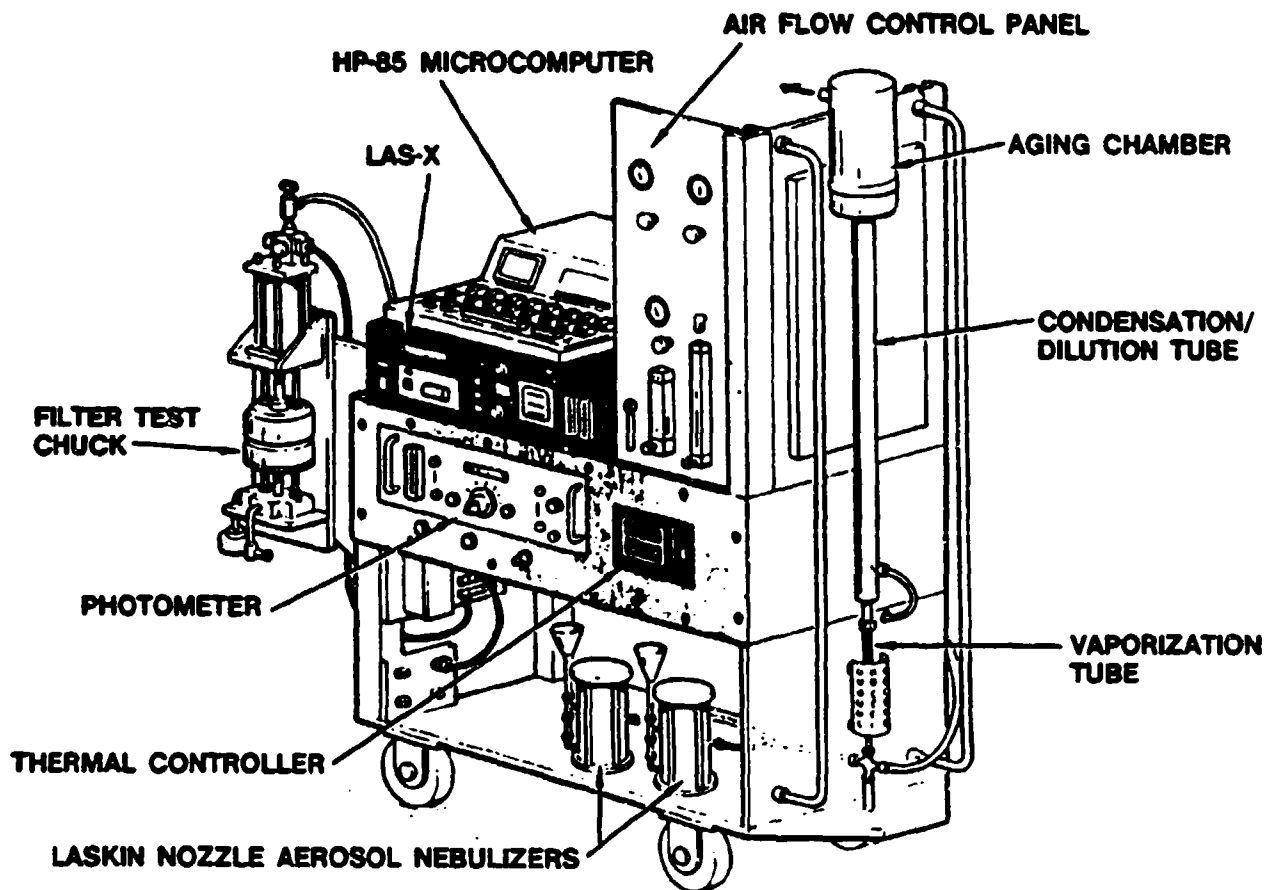 AIR FLOW CONTROL PANEL
HP-85 MICROCOMPUTER
LAS-X
AGING CHAMBER
CONDENSATION/
DILUTION TUBE
FILTER TEST
CHUCK
PHOTOMETER
VAPORIZATION
TUBE
THERMAL CONTROLLER
LASKIN NOZZLE AEROSOL NEBULIZERS